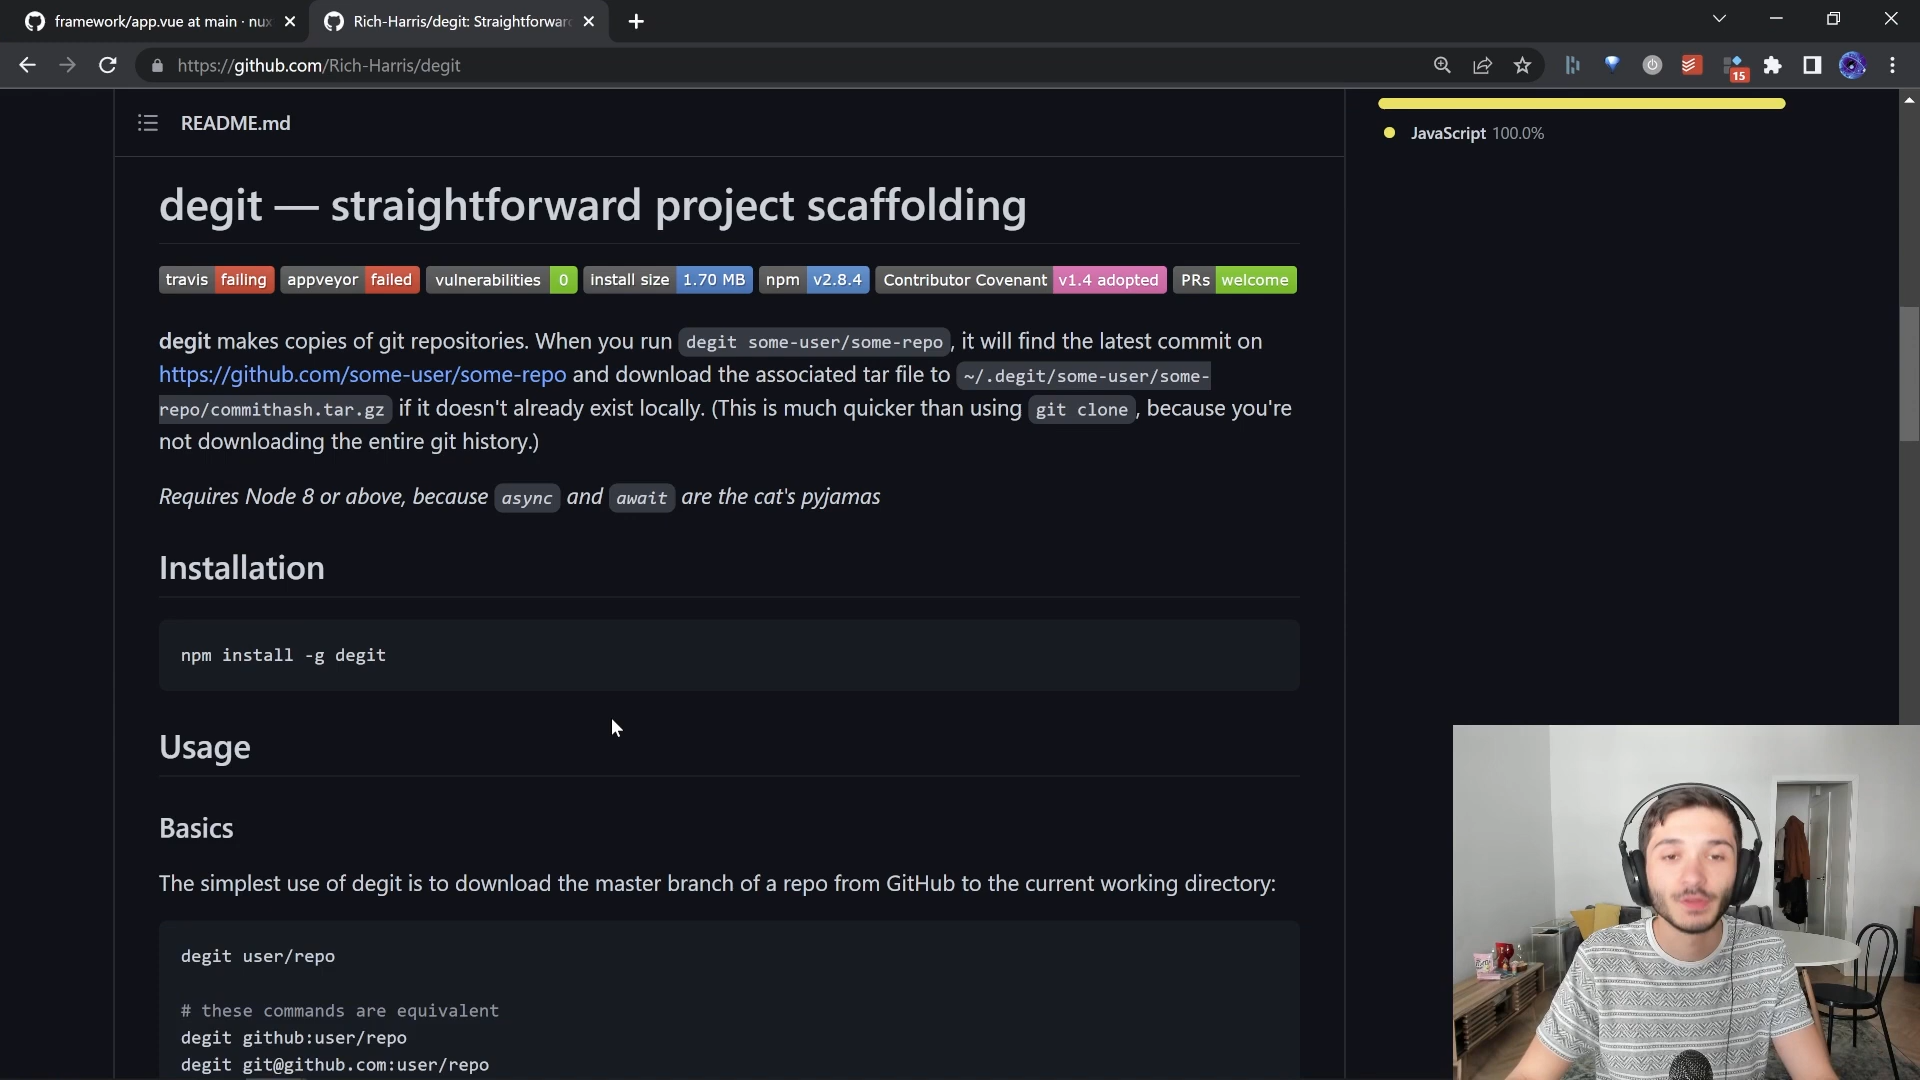 framework/app.vue at main · nux
Rich-Harris/degit: Straightforward
https://github.com/Rich-Harris/degit
15
README.md
JavaScript 100.0%
degit — straightforward project scaffolding
travis failing appveyor failed vulnerabilities 0 install size 1.70 MB npm v2.8.4 Contributor Covenant v1.4 adopted PRs welcome
degit makes copies of git repositories. When you run degit some-user/some-repo, it will find the latest commit on
https://github.com/some-user/some-repo and download the associated tar file to ~/.degit/some-user/some-
repo/commithash.tar.gz if it doesn't already exist locally. (This is much quicker than using git clone, because you're
not downloading the entire git history.)
Requires Node 8 or above, because async and await are the cat's pyjamas
Installation
npm install -g degit
Usage
Basics
The simplest use of degit is to download the master branch of a repo from GitHub to the current working directory:
degit user/repo
# these commands are equivalent
degit github:user/repo
degit git@github.com:user/repo